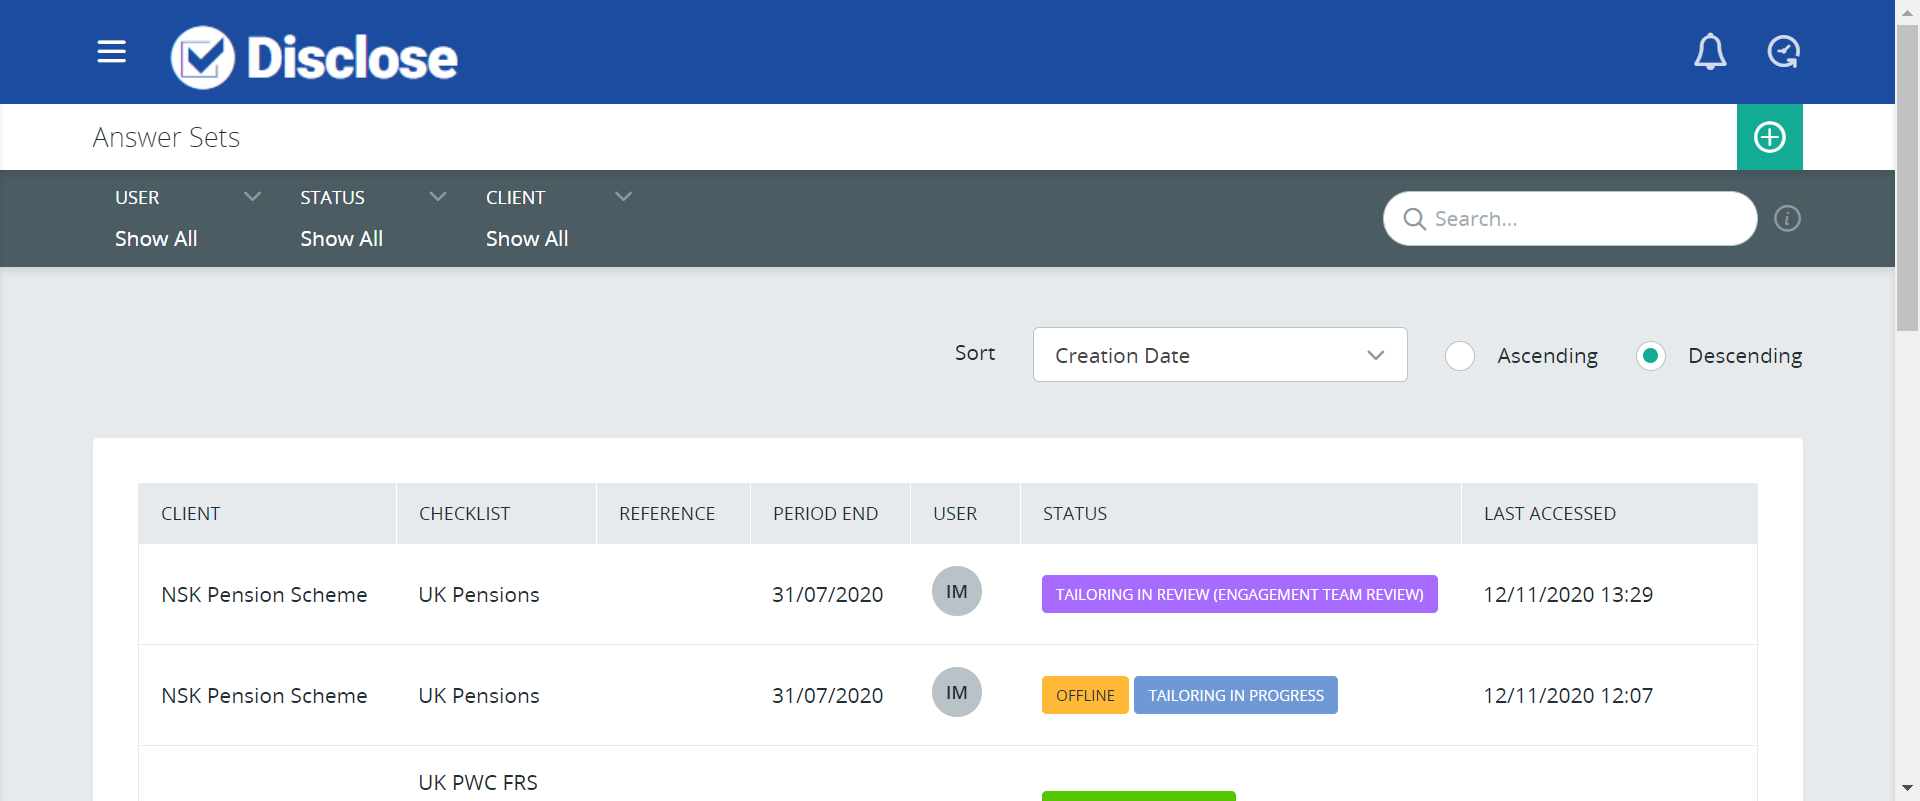 Disclose
Answer Sets
USER STATUS CLIENT
Show All Show All Show All
Search...
Sort Creation Date Ascending Descending
CLIENT CHECKLIST REFERENCE PERIOD END USER STATUS LAST ACCESSED
NSK Pension Scheme UK Pensions 31/07/2020 IM TAILORING IN REVIEW (ENGAGEMENT TEAM REVIEW) 12/11/2020 13:29
NSK Pension Scheme UK Pensions 31/07/2020 IM OFFLINE TAILORING IN PROGRESS 12/11/2020 12:07
UK PWC FRS